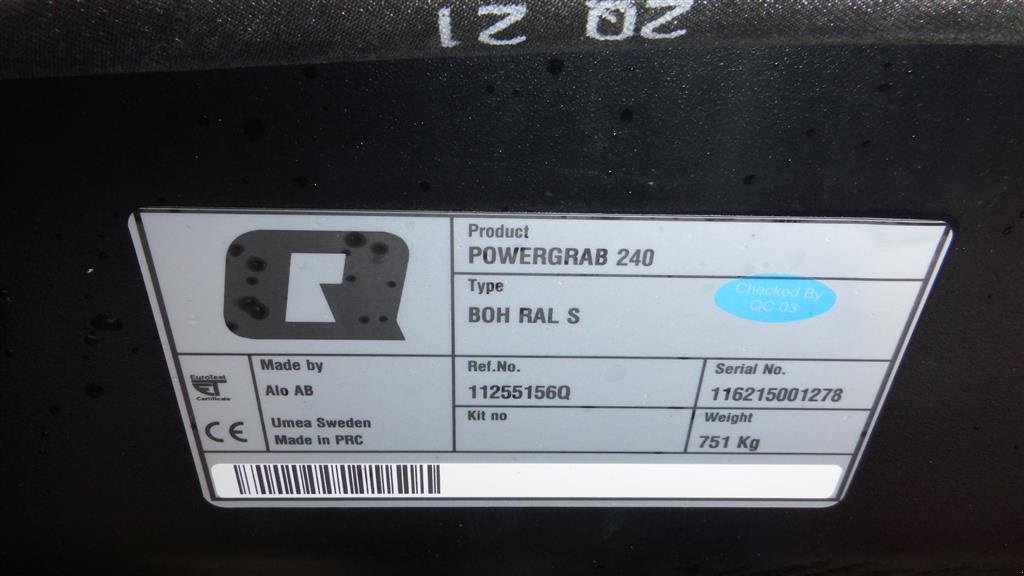 20 21
Product
POWERGRAB 240
Type
BOH RAL S
Checked By
QC 03
EuroTest
ET
Certificate
CE
Made by
Alo AB
Umea Sweden
Made in PRC
Ref.No.
11255156Q
Kit no
Serial No.
116215001278
Weight
751 Kg